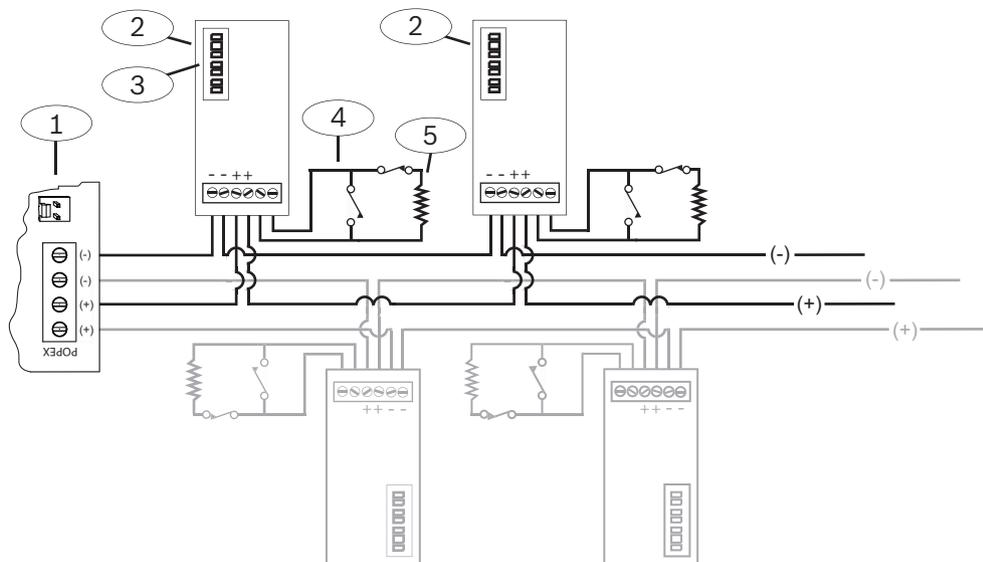 2
2
3
4
1
5
- - ++
- - ++
(-)
(-)
(-)
(-)
(+)
(+)
(+)
(+)
POPEX
++ - -
++ - -